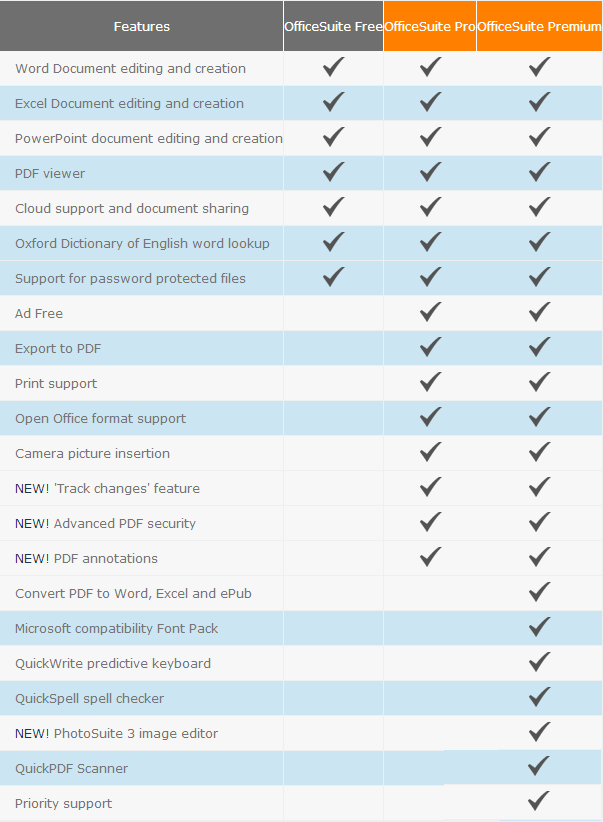 Features OfficeSuite Free OfficeSuite Pro OfficeSuite Premium
Word Document editing and creation
Excel Document editing and creation
PowerPoint document editing and creation
PDF viewer
Cloud support and document sharing
Oxford Dictionary of English word lookup
Support for password protected files
Ad Free
Export to PDF
Print support
Open Office format support
Camera picture insertion
NEW! 'Track changes' feature
NEW! Advanced PDF security
NEW! PDF annotations
Convert PDF to Word, Excel and ePub
Microsoft compatibility Font Pack
QuickWrite predictive keyboard
QuickSpell spell checker
NEW! PhotoSuite 3 image editor
QuickPDF Scanner
Priority support